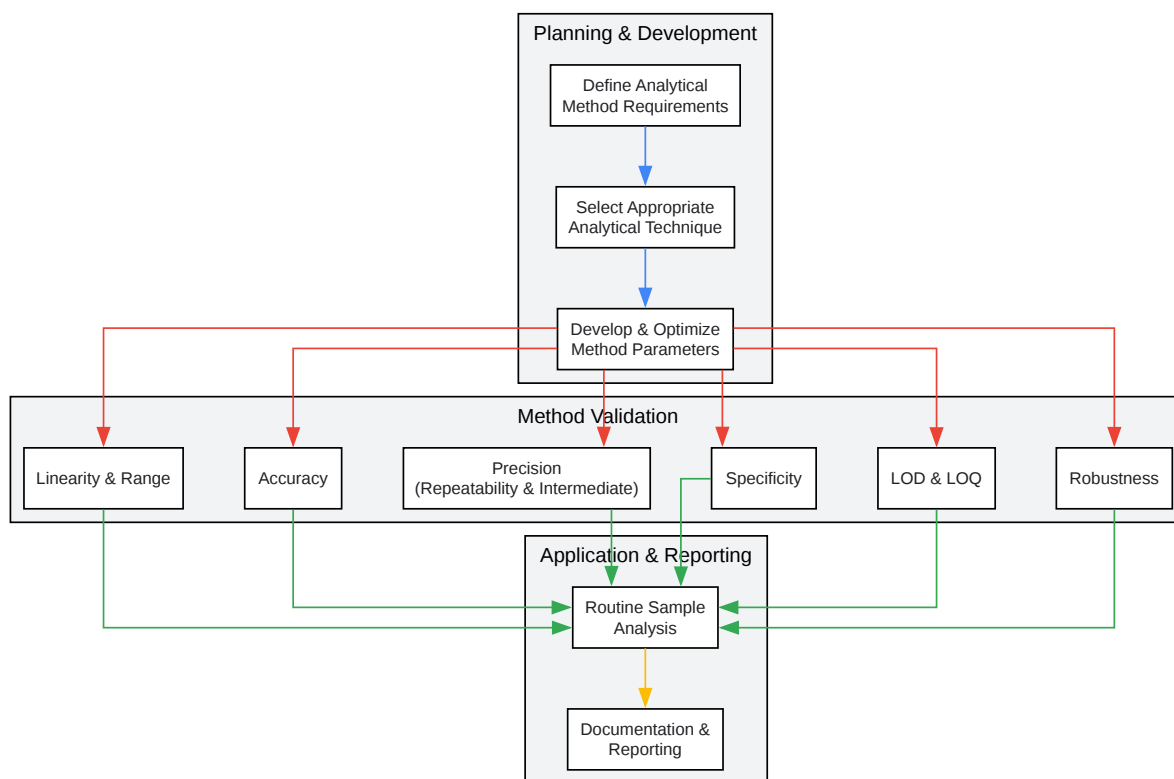 Planning & Development
Define Analytical
Method Requirements
Select Appropriate
Analytical Technique
Develop & Optimize
Method Parameters
Method Validation
Linearity & Range
Accuracy
Precision
(Repeatability & Intermediate)
Specificity
LOD & LOQ
Robustness
Application & Reporting
Routine Sample
Analysis
Documentation &
Reporting